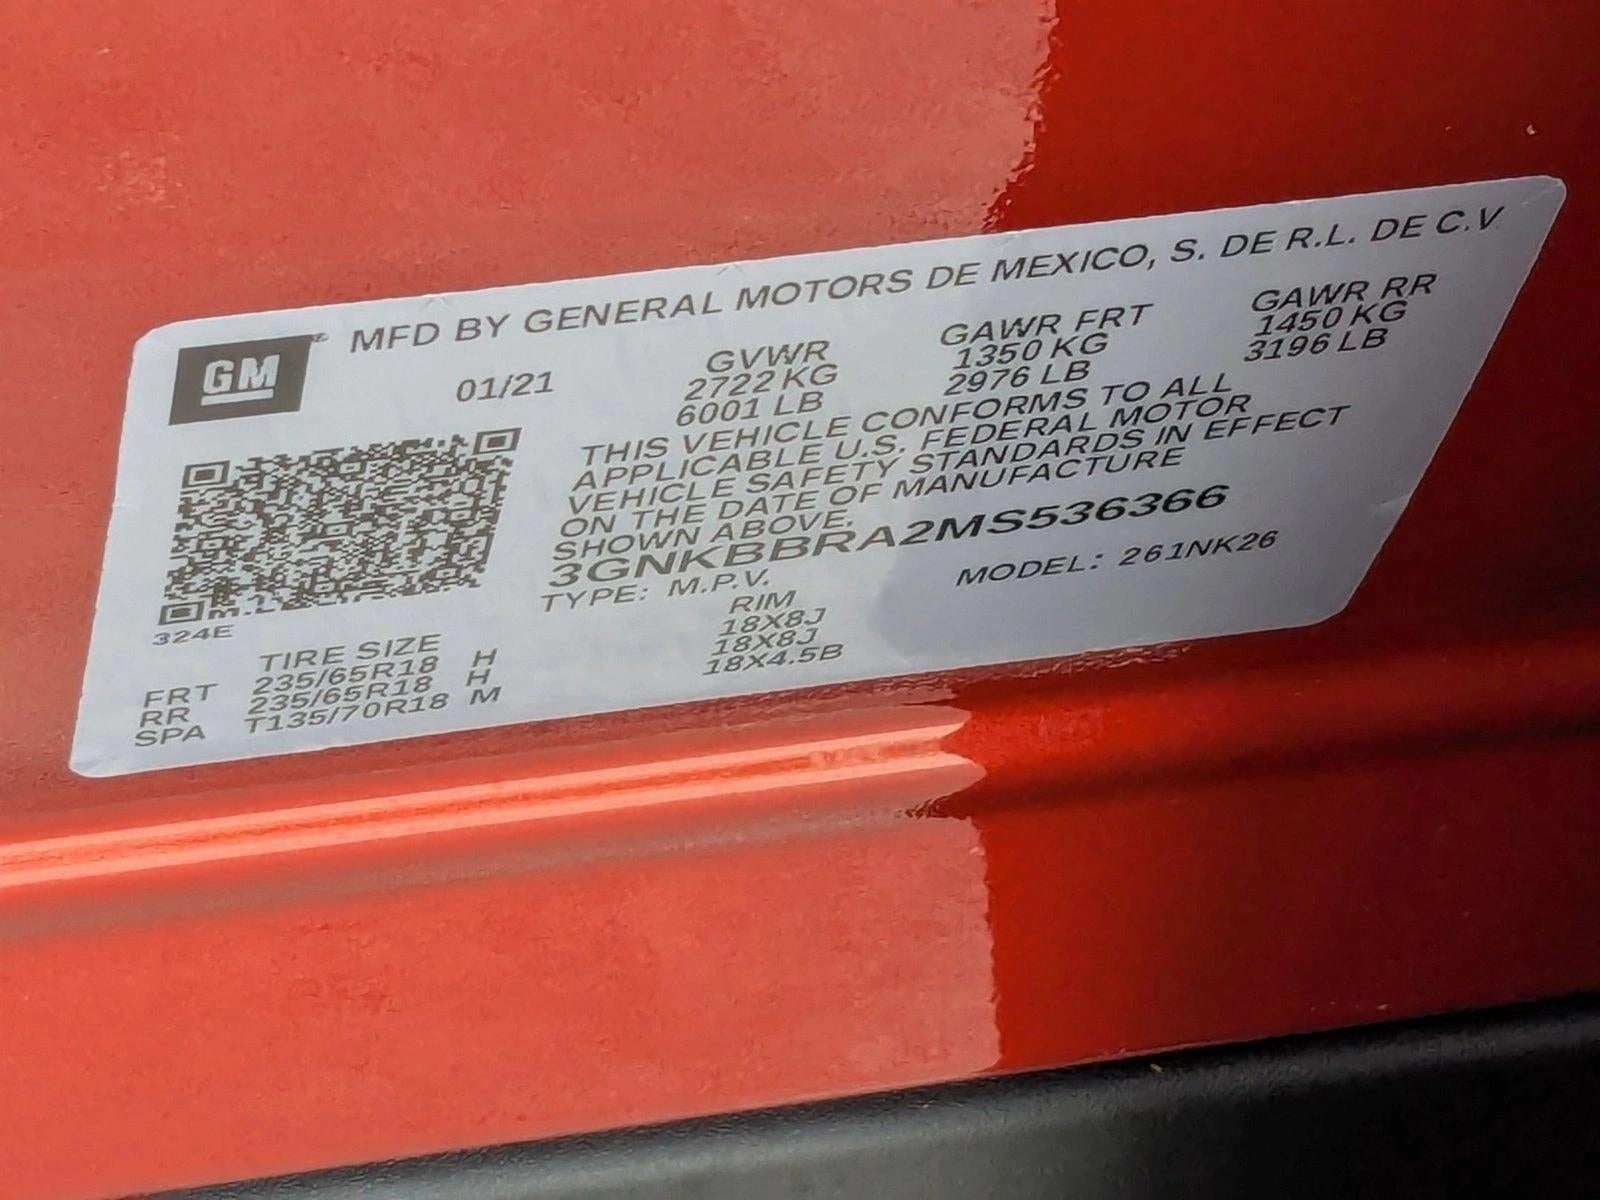 GM
MFD BY GENERAL MOTORS DE MEXICO, S. DE R.L. DE C.V
01/21
GVWR GAWR FRT GAWR RR
2722 KG 1350 KG 1450 KG
6001 LB 2976 LB 3196 LB
THIS VEHICLE CONFORMS TO ALL
APPLICABLE U.S. FEDERAL MOTOR
VEHICLE SAFETY STANDARDS IN EFFECT
ON THE DATE OF MANUFACTURE
SHOWN ABOVE.
3GNKBBRA2MS536366
TYPE: M.P.V. MODEL: 261NK26
324E
TIRE SIZE RIM
FRT 235/65R18 H 18X8J
RR 235/65R18 H 18X8J
SPA T135/70R18 M 18X4.5B